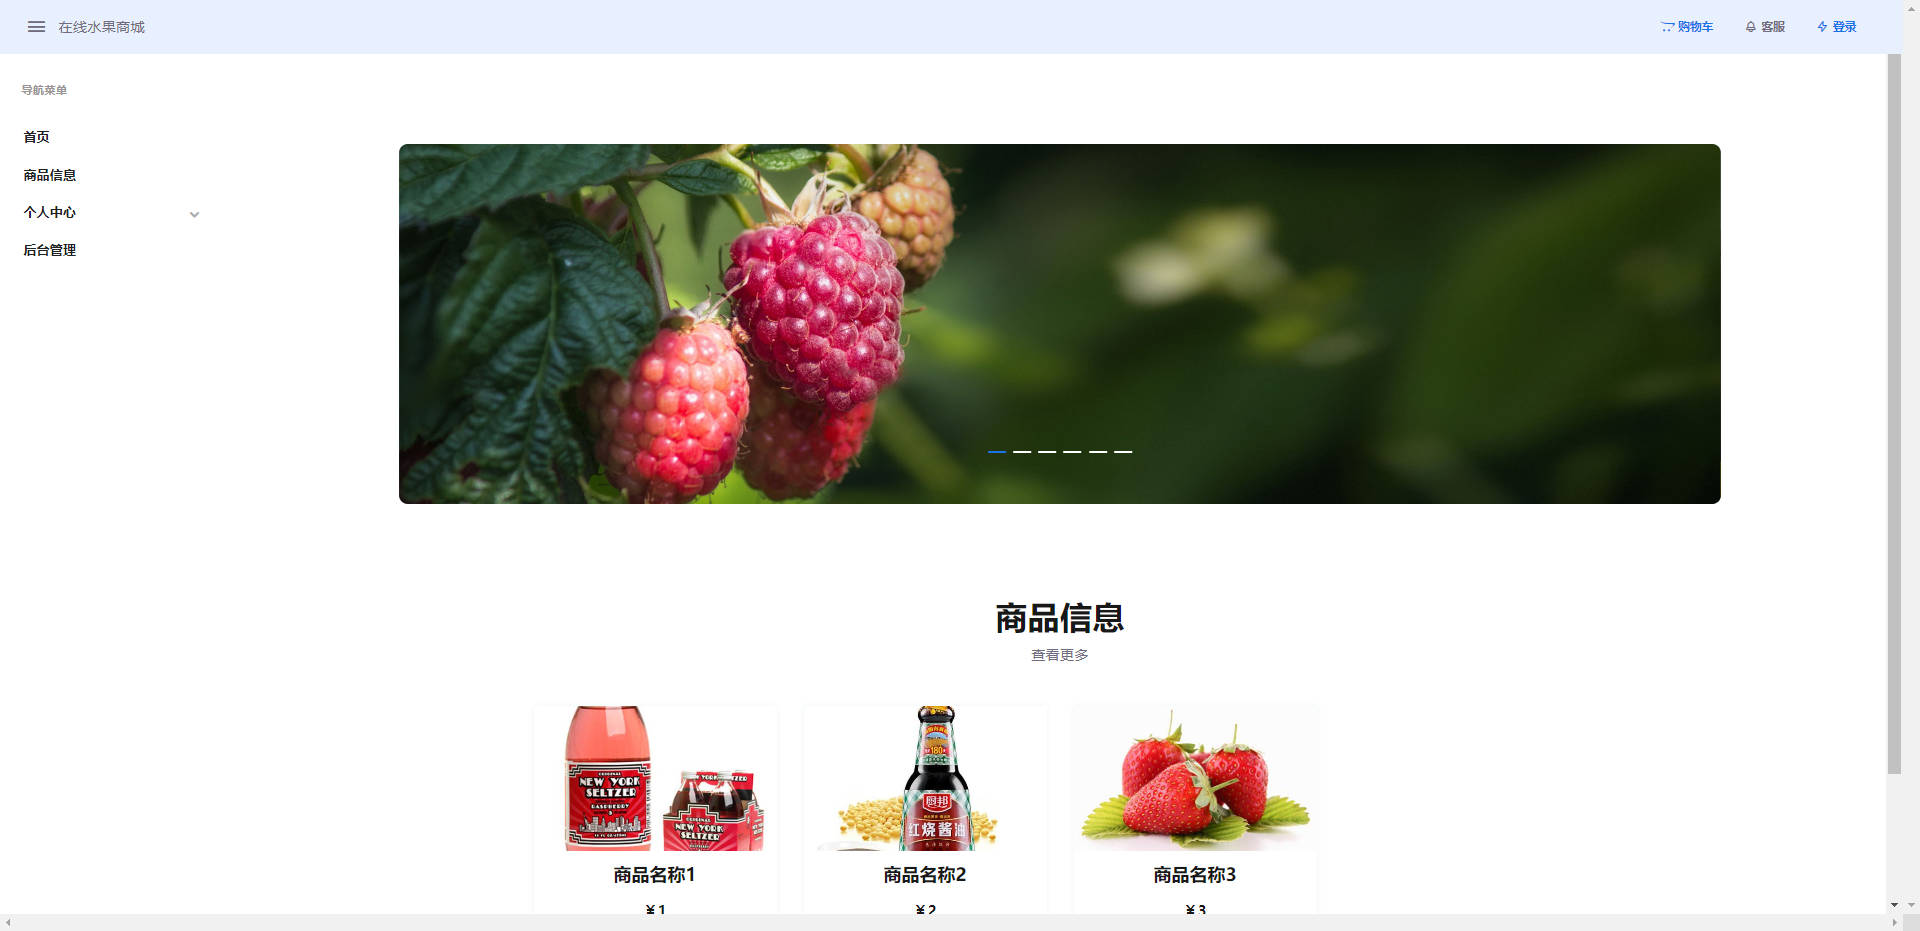 在线水果商城
购物车
客服
登录
导航菜单
首页
商品信息
个人中心
后台管理
商品信息
查看更多
ORIGINAL
NEW YORK
SELTZER
RASPBERRY
NEW YORK
SELTZER
180
厨邦
红烧酱油
商品名称1
商品名称2
商品名称3
¥ 1
¥ 2
¥ 3